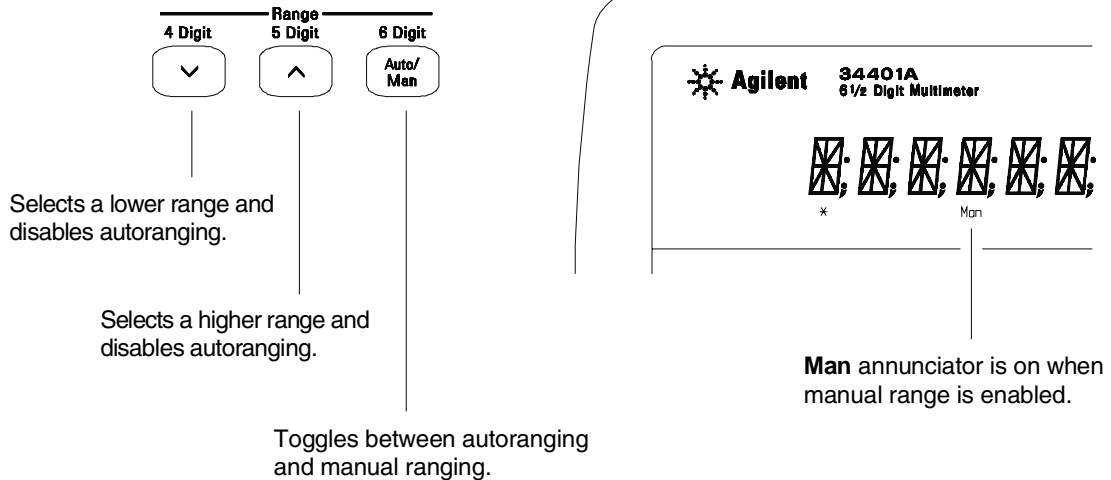 Range
4 Digit 5 Digit 6 Digit
Auto/
Man
Selects a lower range and
disables autoranging.
Selects a higher range and
disables autoranging.
Toggles between autoranging
and manual ranging.
Agilent
34401A
6½ Digit Multimeter
*
Man
Man annunciator is on when
manual range is enabled.